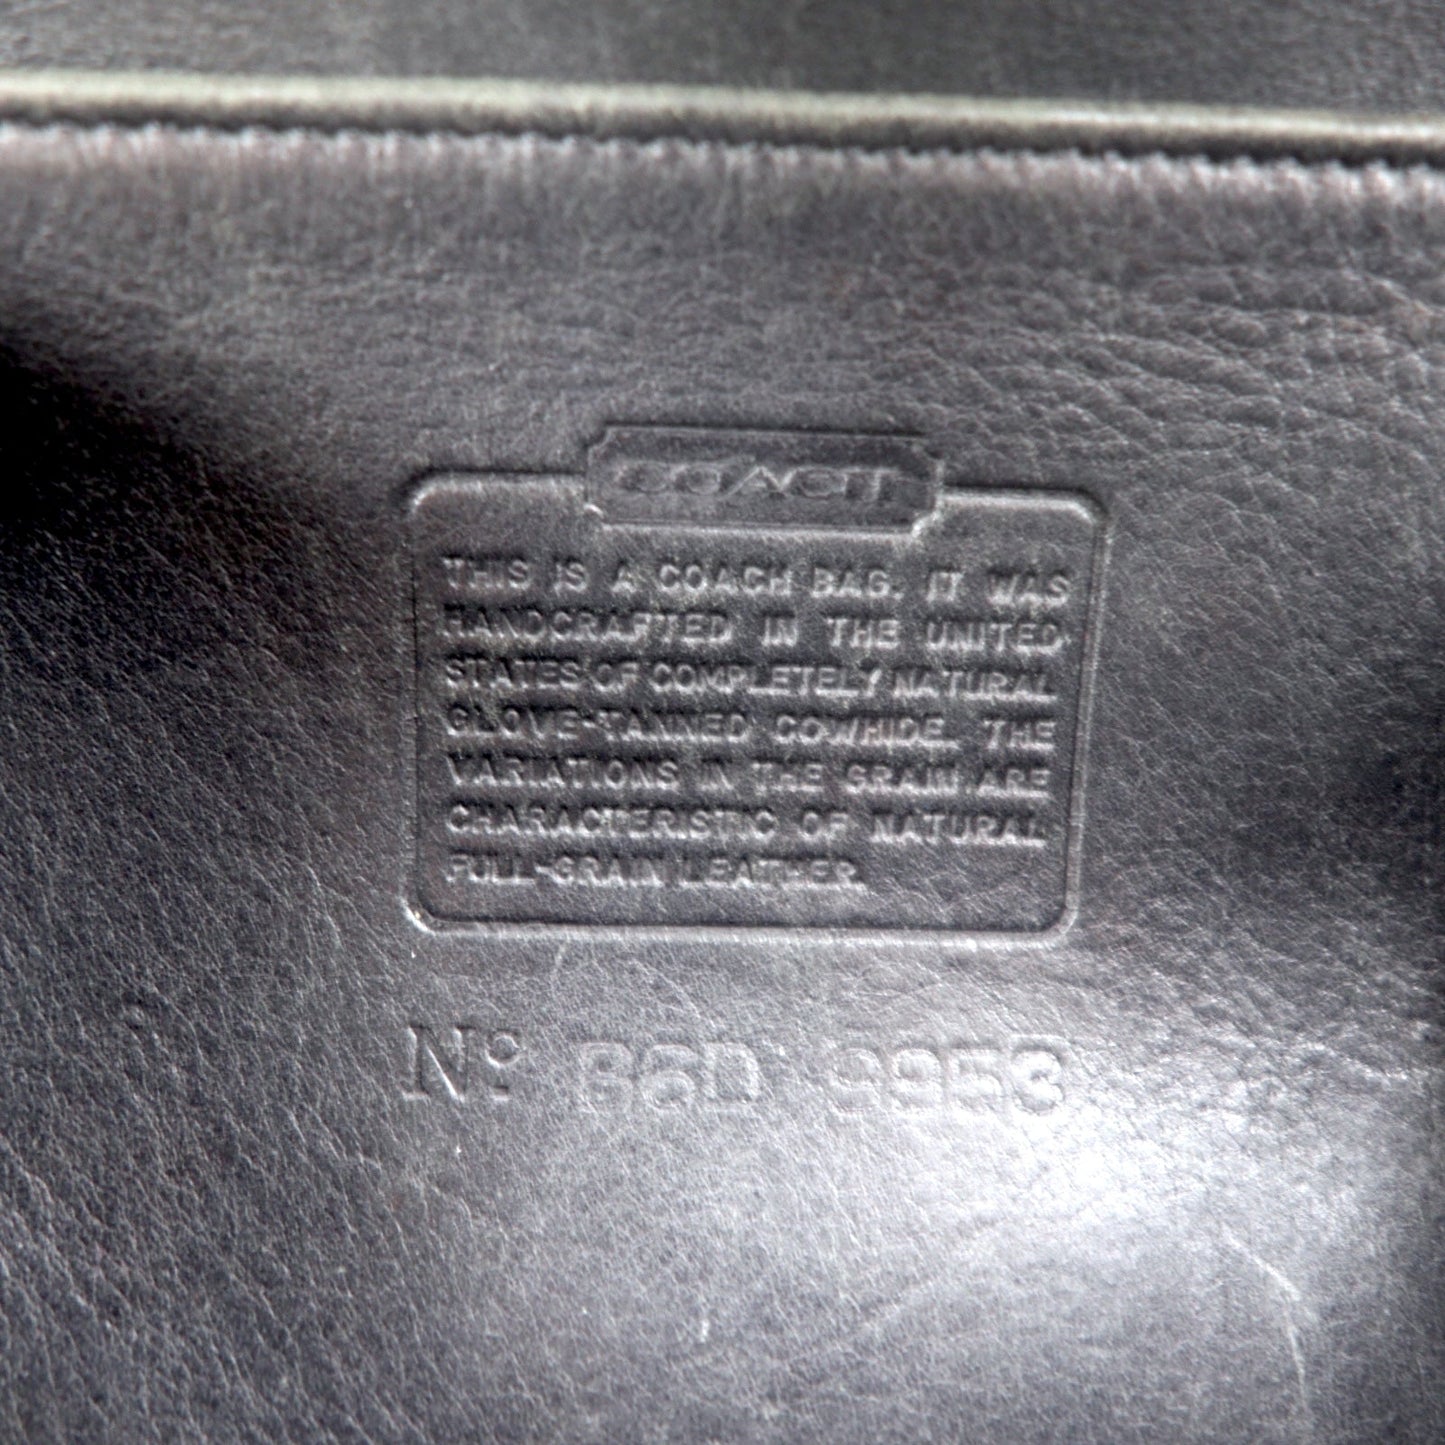 COACH
THIS IS A COACH BAG. IT WAS
HANDCRAFTED IN THE UNITED
STATES OF COMPLETELY NATURAL
GLOVE-TANNED COWHIDE. THE
VARIATIONS IN THE GRAIN ARE
CHARACTERISTIC OF NATURAL
FULL-GRAIN LEATHER.
Nº